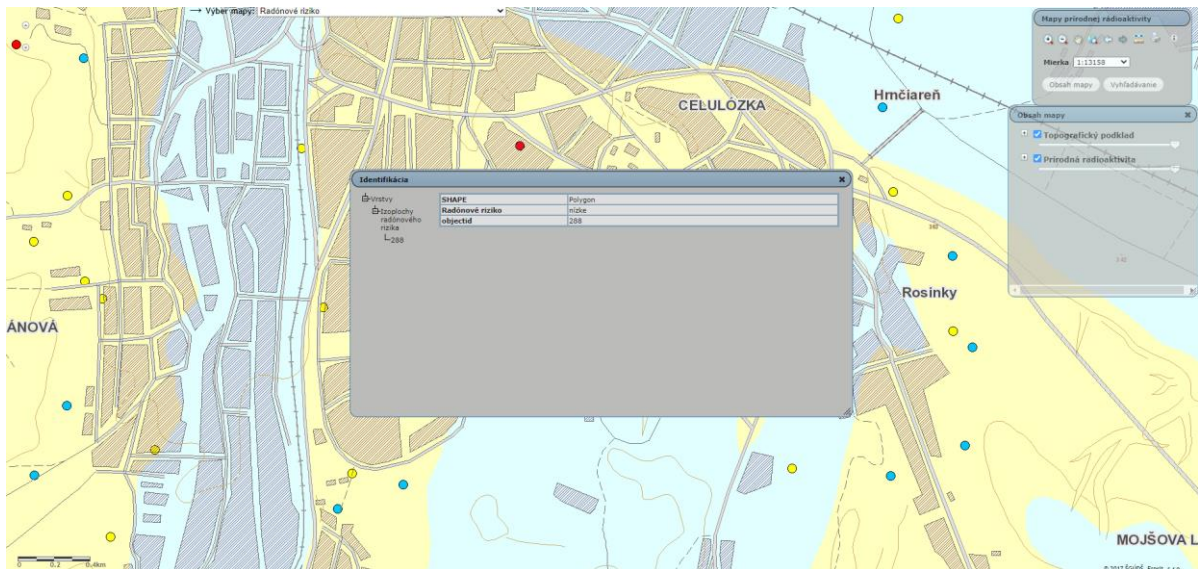 → Výber mapy: Radónové riziko
Mapy prírodnej rádioaktivity
Mierka 1:13158
Obsah mapy Vyhľadávanie
Obsah mapy
Topografický podklad
Prírodná rádioaktivita
CELULÓZKA
Hrnčiareň
Identifikácia
Vrstvy
Izoplochy
radónového
rizika
288
SHAPE Polygon
Radónové riziko nízke
objectid 288
Rosinky
ÁNOVÁ
MOJŠOVA L
0 0.2 0.4km